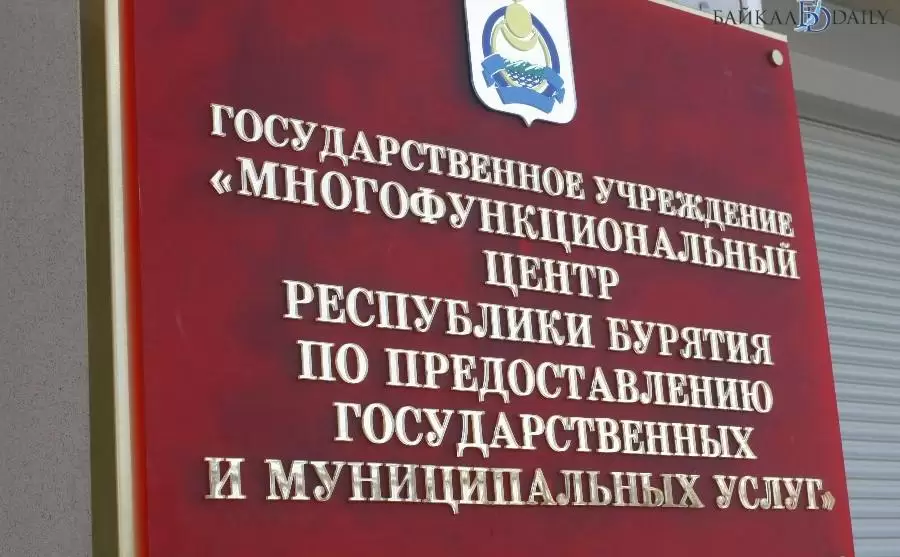 БАЙКАЛ DAILY
ГОСУДАРСТВЕННОЕ УЧРЕЖДЕНИЕ
«МНОГОФУНКЦИОНАЛЬНЫЙ
ЦЕНТР
РЕСПУБЛИКИ БУРЯТИЯ
ПО ПРЕДОСТАВЛЕНИЮ
ГОСУДАРСТВЕННЫХ
И МУНИЦИПАЛЬНЫХ УСЛУГ»